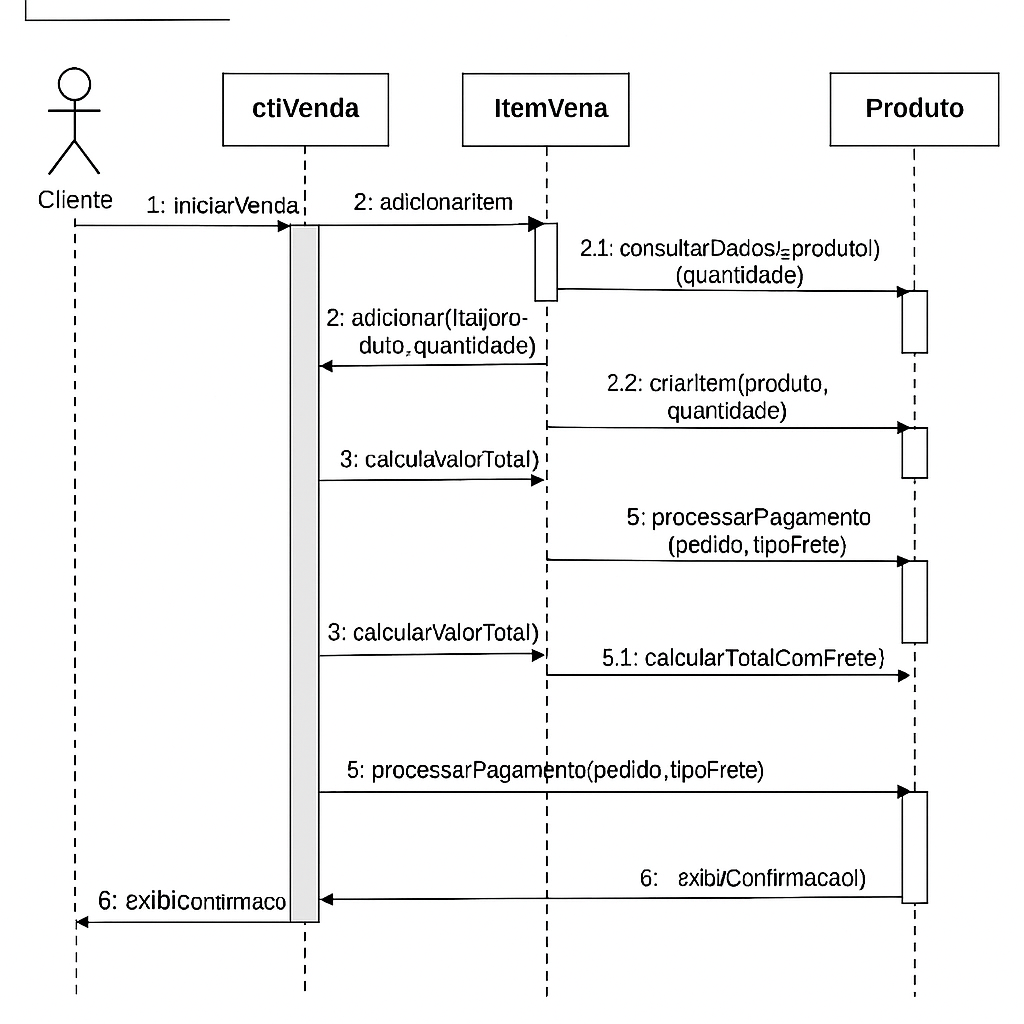 ctiVenda
ItemVena
Produto
Cliente
1: iniciarVenda
2: adicionaritem
2.1: consultarDados produtol)
(quantidade)
2: adicionar(Itaijoro-
duto, quantidade)
2.2: criarItem(produto,
quantidade)
3: calculaValorTotal)
5: processarPagamento
(pedido, tipoFrete)
3: calcularValorTotal)
5.1: calcularTotalComFrete)
5: processarPagamento(pedido,tipoFrete)
6: exibi/Confirmacaol)
6: exibiConfirmaco